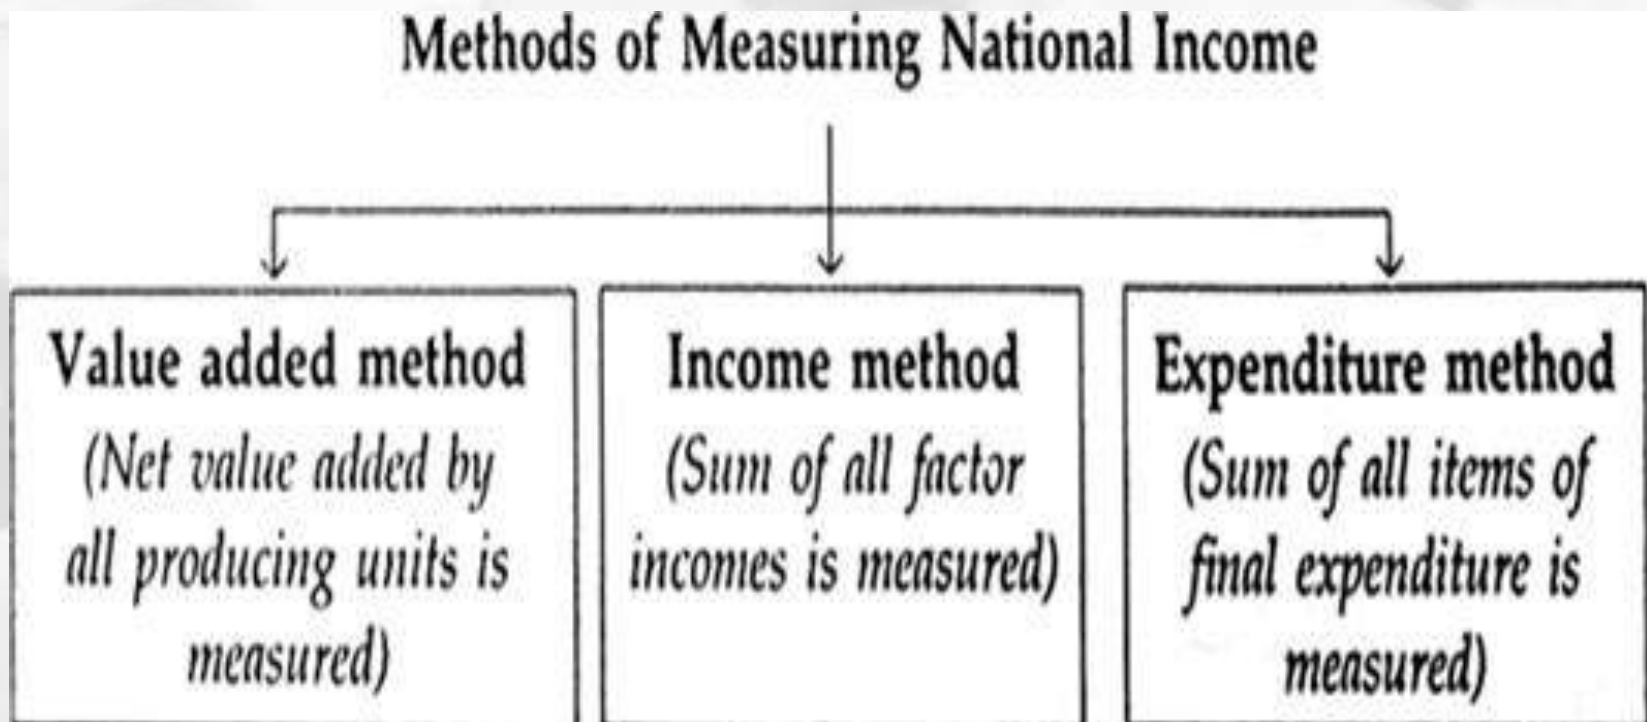 Methods of Measuring National Income
Value added method
(Net value added by
all producing units is
measured)
Income method
(Sum of all factor
incomes is measured)
Expenditure method
(Sum of all items of
final expenditure is
measured)